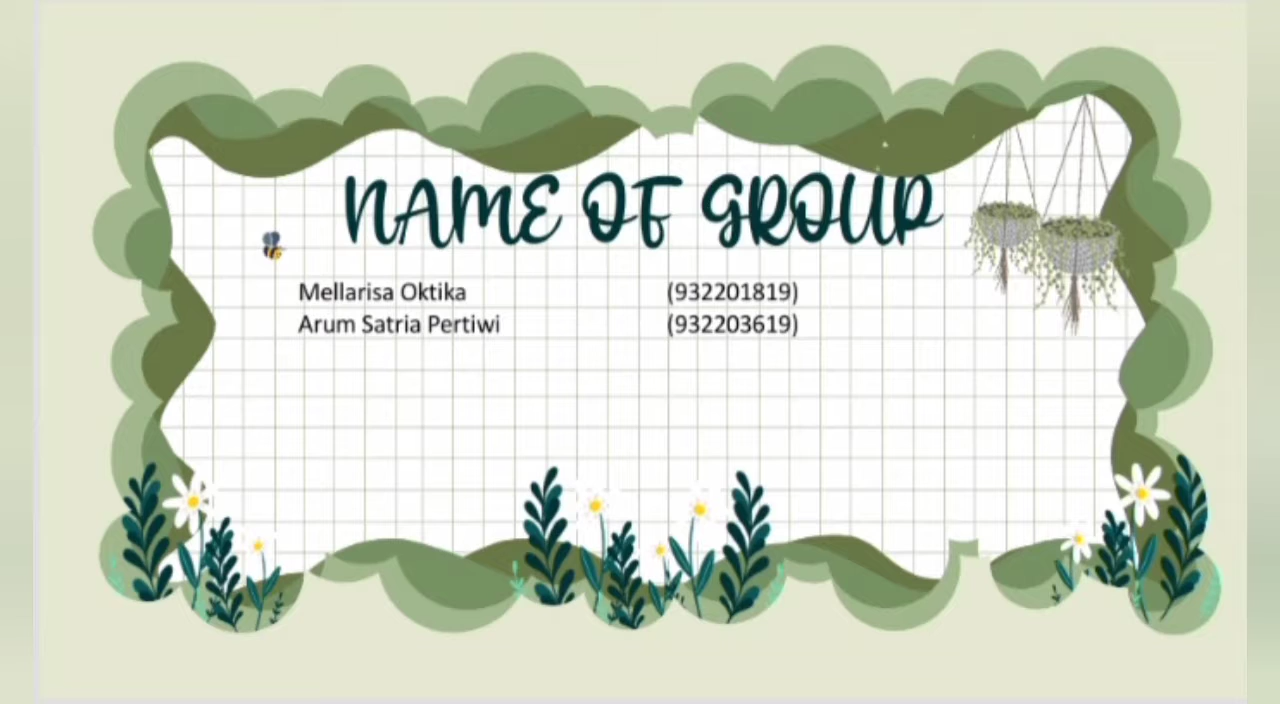 NAME OF GROUP
Mellarisa Oktika (932201819)
Arum Satria Pertiwi (932203619)